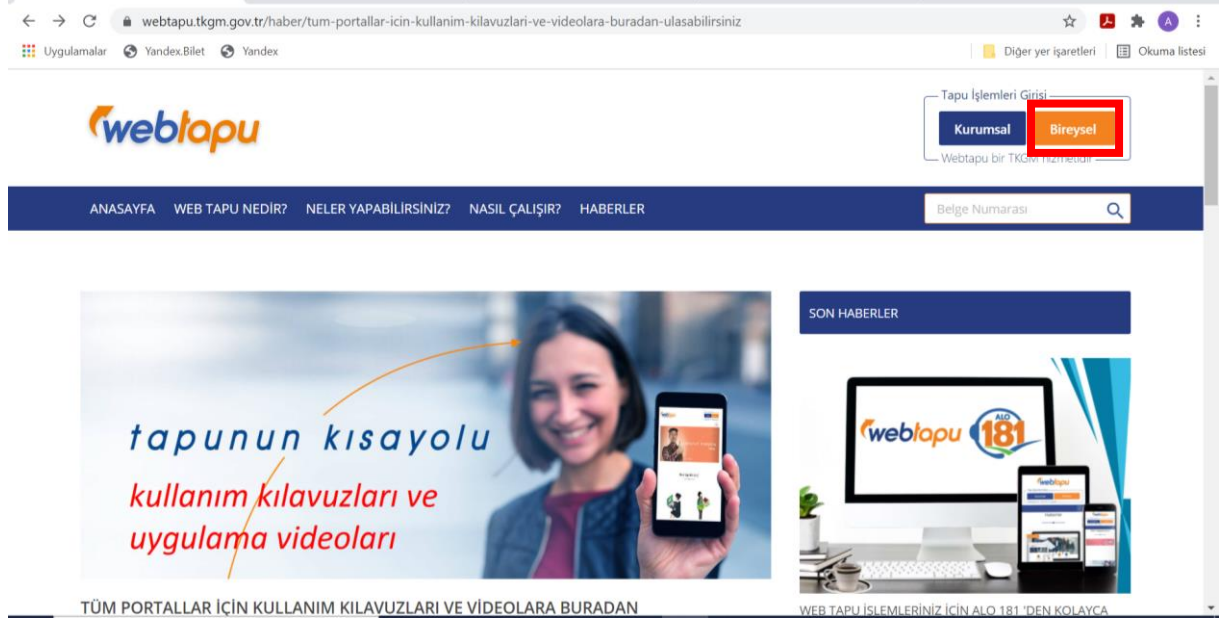 webtapu.tkgm.gov.tr/haber/tum-portallar-icin-kullanim-kilavuzlari-ve-videolara-buradan-ulasabilirsiniz
A
Uygulamalar Yandex.Bilet Yandex Diğer yer işaretleri Okuma listesi
webtapu
Tapu İşlemleri Girişi
Kurumsal Bireysel
Webtapu bir TKGM hizmetidir
ANASAYFA WEB TAPU NEDİR? NELER YAPABİLİRSİNİZ? NASIL ÇALIŞIR? HABERLER Belge Numarası
tapunun kısayolu
kullanım kılavuzları ve
uygulama videoları
SON HABERLER
webtapu ALO 181
webtapu
TÜM PORTALLAR İÇİN KULLANIM KILAVUZLARI VE VİDEOLARA BURADAN
WEB TAPU İŞLEMLERİNİZ İÇİN ALO 181 'DEN KOLAYCA